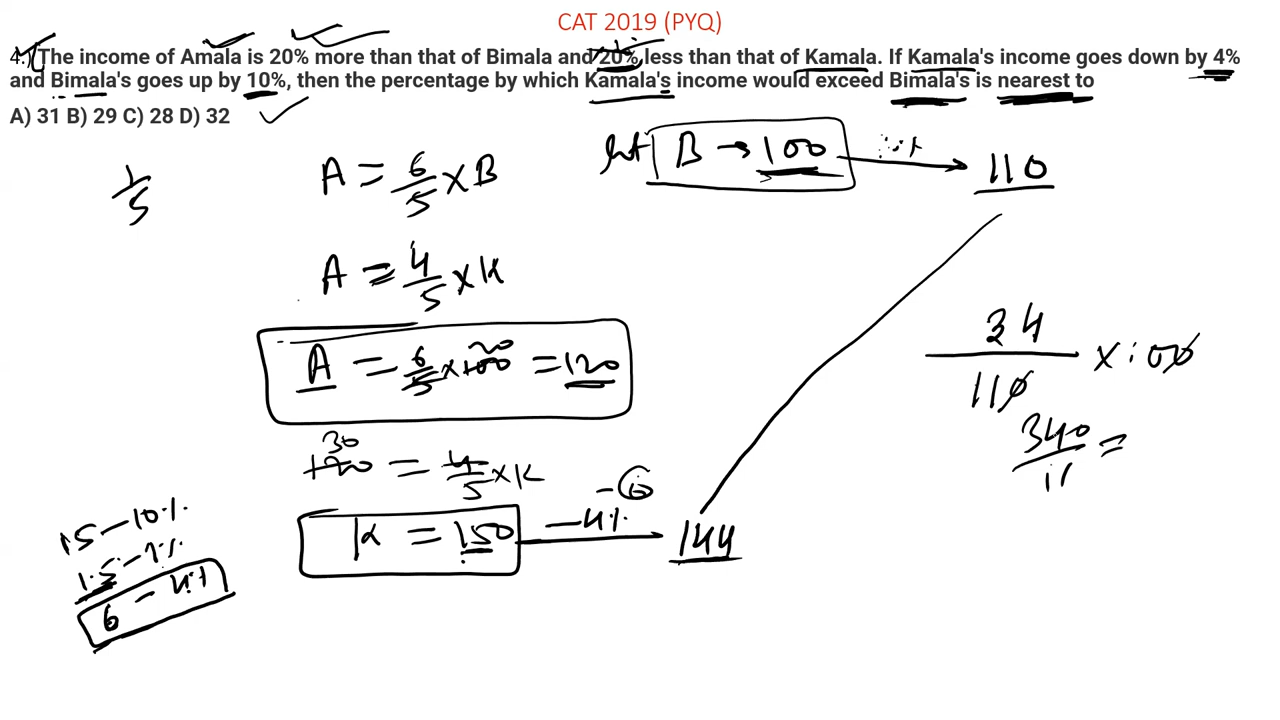 CAT 2019 (PYQ)
4.) The income of Amala is 20% more than that of Bimala and 20% less than that of Kamala. If Kamala's income goes down by 4%
and Bimala's goes up by 10%, then the percentage by which Kamala's income would exceed Bimala's is nearest to
A) 31 B) 29 C) 28 D) 32
let B → 100
110
1/5
A = 6/5 × B
A = 4/5 × K
A = 6/5 × 100 = 120
20
34/110 × 100
340/11 =
30
120 = 4/5 × K
K = 150
-6
-4%
144
15 - 10%
1.5 - 1%
6 - 4%